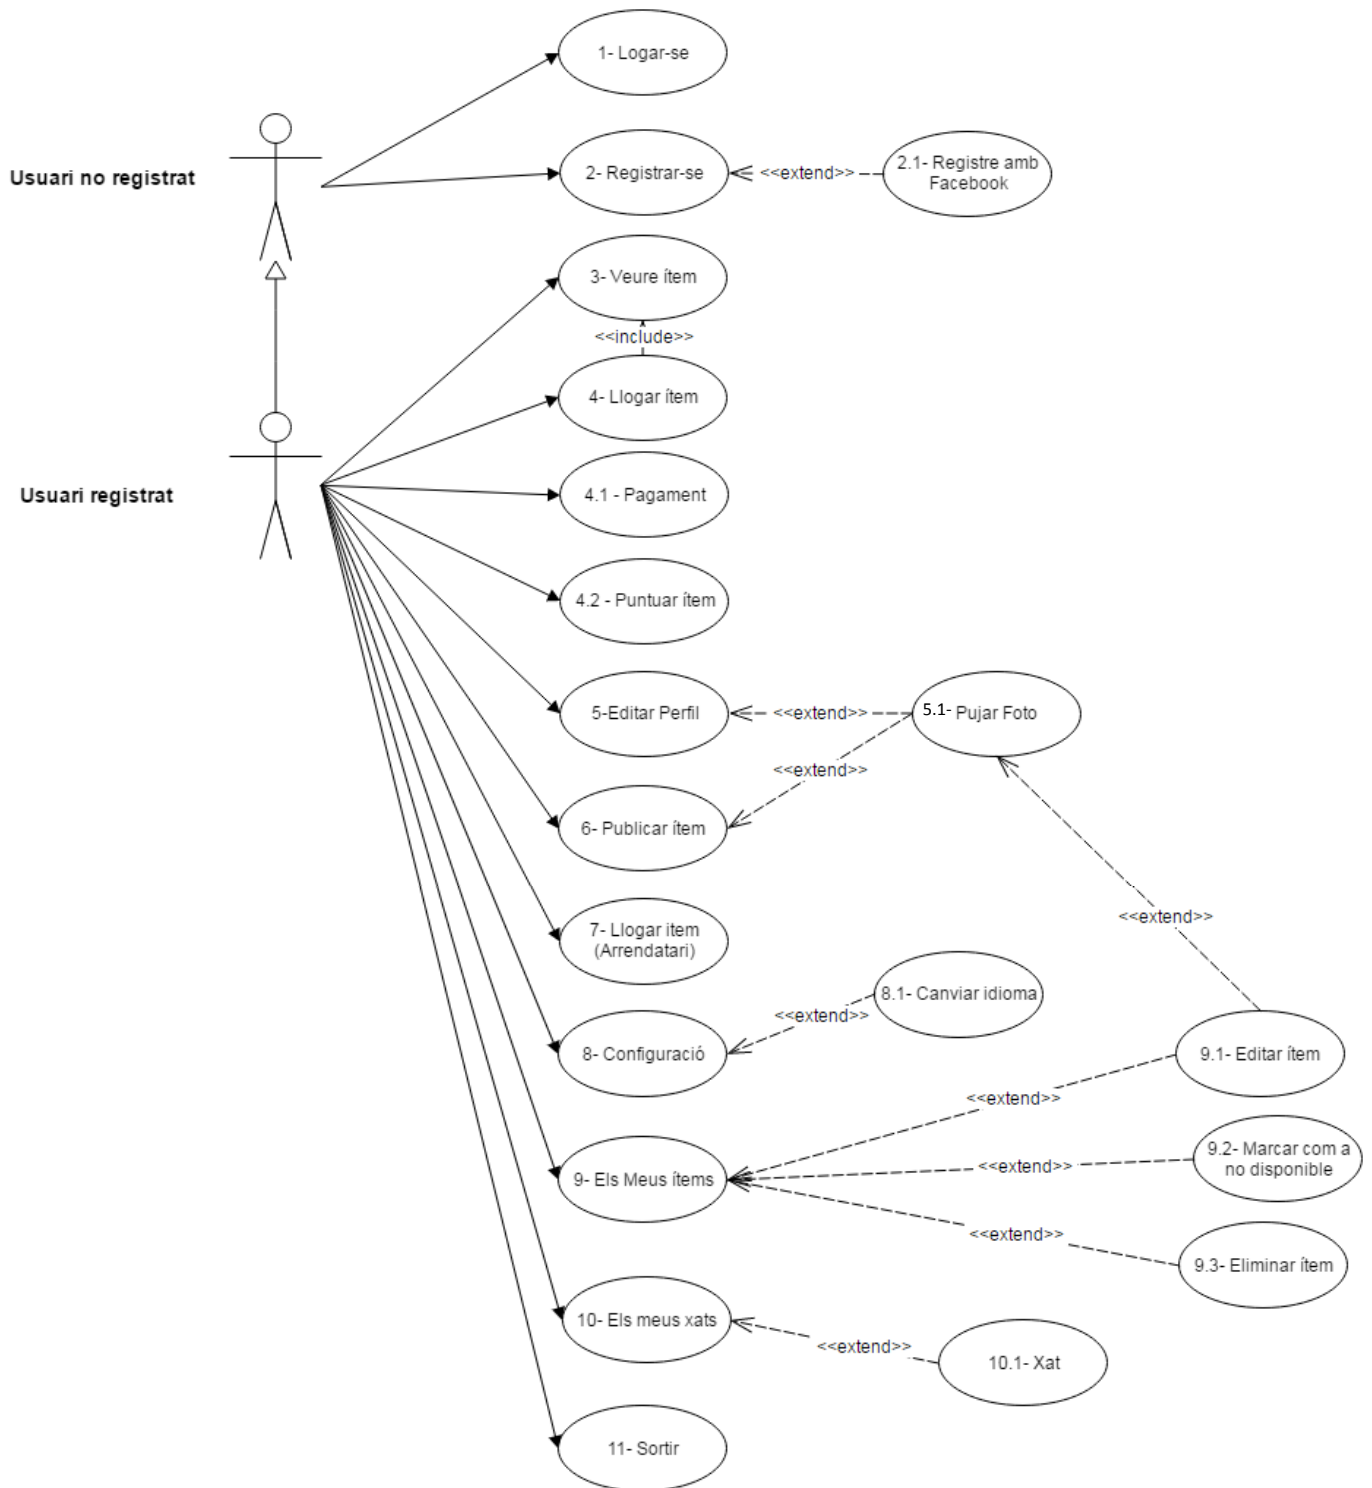 1- Logar-se
Usuari no registrat
2- Registrar-se
<<extend>>
2.1- Registre amb
Facebook
3- Veure ítem
<<include>>
4- Llogar ítem
Usuari registrat
4.1 - Pagament
4.2 - Puntuar ítem
5-Editar Perfil
<<extend>>
5.1- Pujar Foto
<<extend>>
6- Publicar ítem
<<extend>>
7- Llogar item
(Arrendatari)
8.1- Canviar idioma
<<extend>>
8- Configuració
9.1- Editar ítem
<<extend>>
9.2- Marcar com a
no disponible
<<extend>>
9- Els Meus ítems
<<extend>>
9.3- Eliminar ítem
10- Els meus xats
<<extend>>
10.1- Xat
11- Sortir